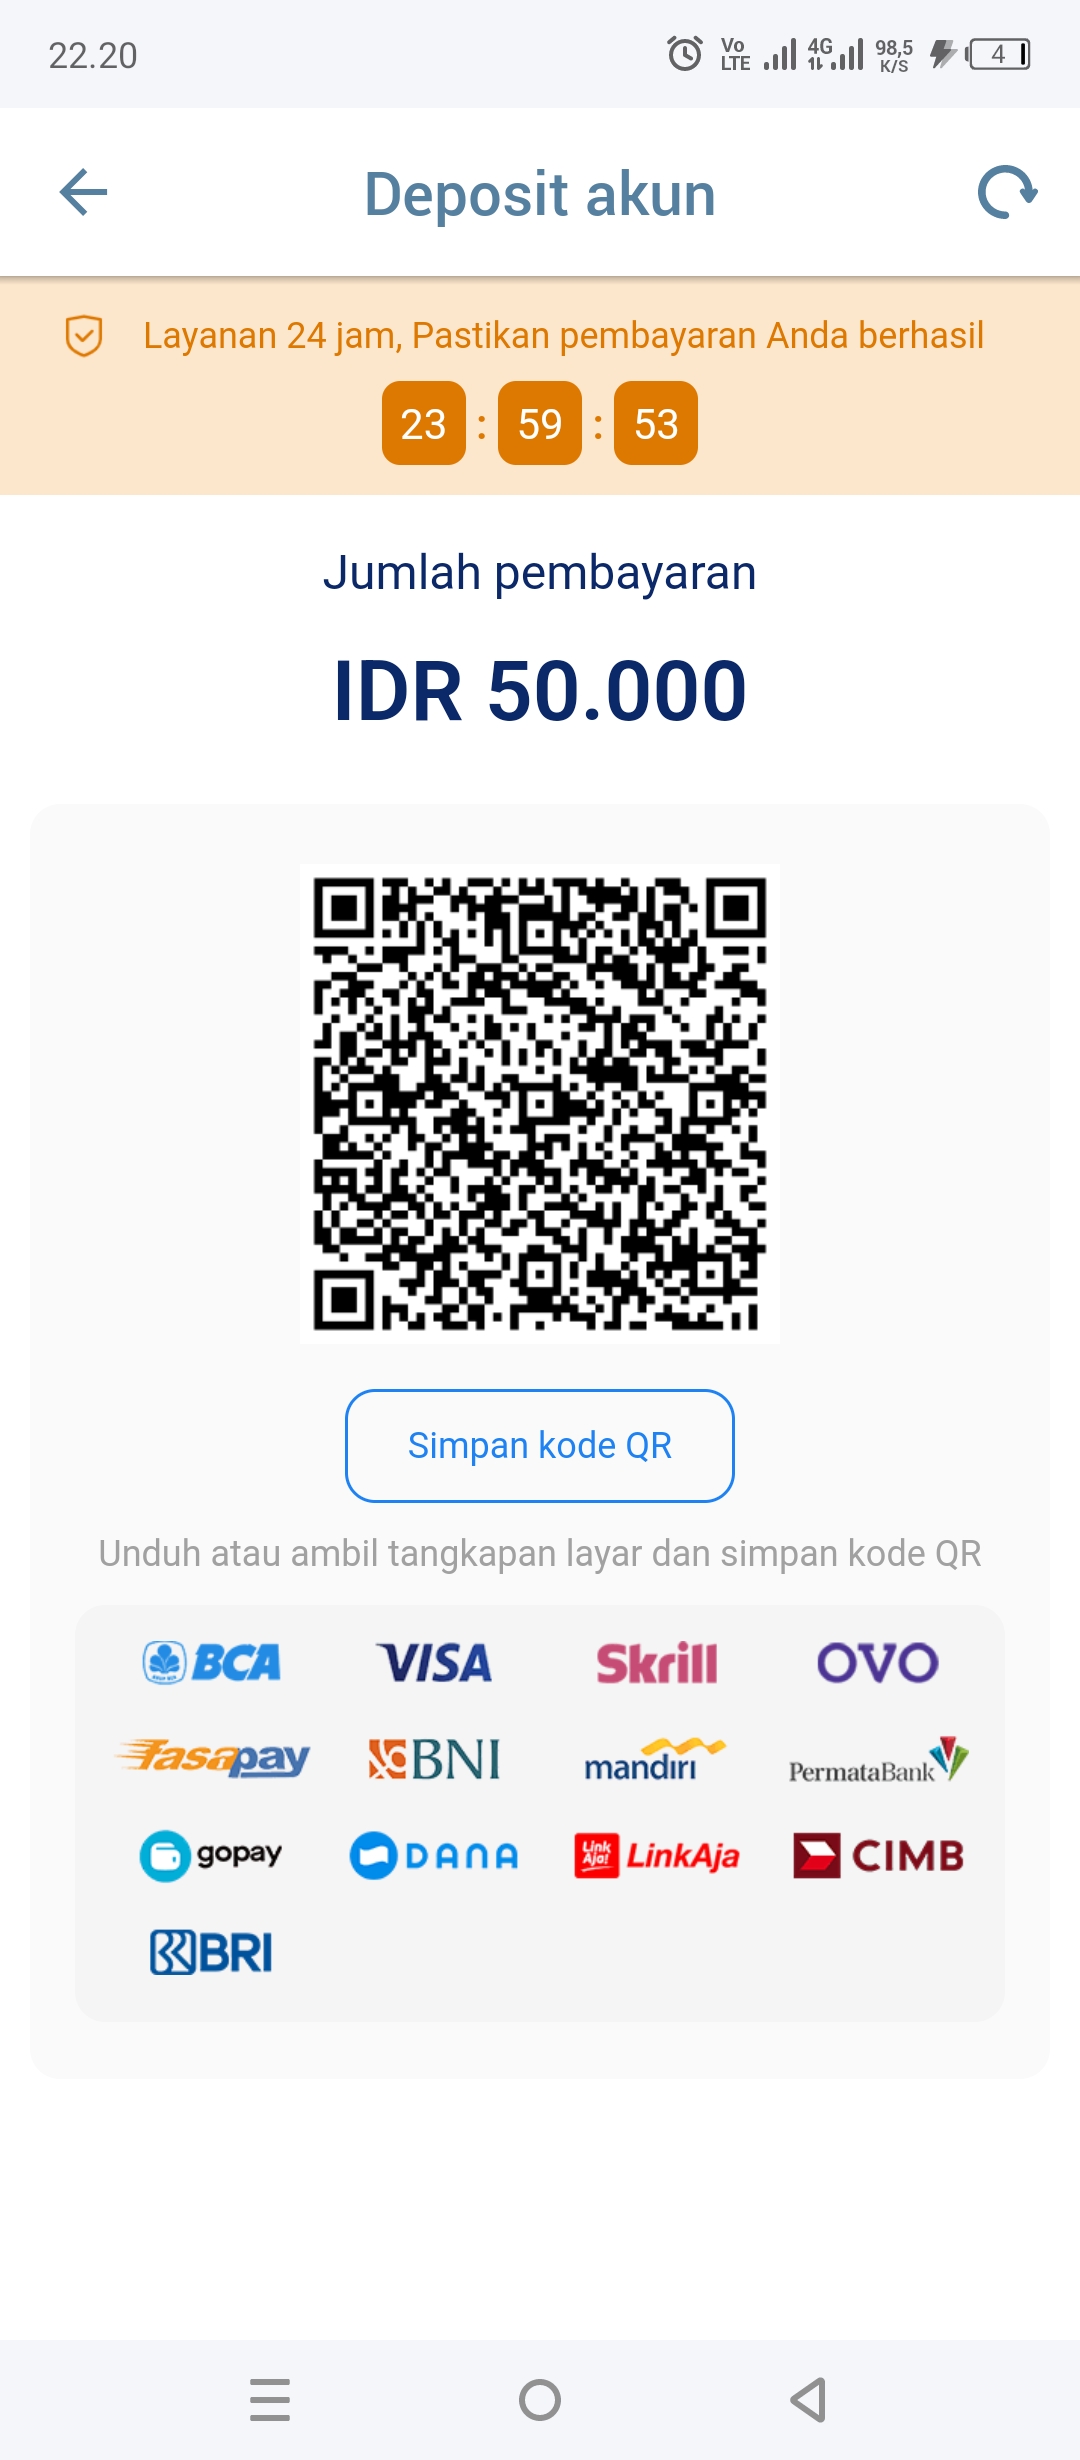 22.20
Vo LTE 4G 98,5 K/S 4
Deposit akun
Layanan 24 jam, Pastikan pembayaran Anda berhasil
23 : 59 : 53
Jumlah pembayaran
IDR 50.000
Simpan kode QR
Unduh atau ambil tangkapan layar dan simpan kode QR
BCA VISA Skrill OVO
fasapay BNI mandiri PermataBank
gopay DANA Link Aja! LinkAja CIMB
BRI